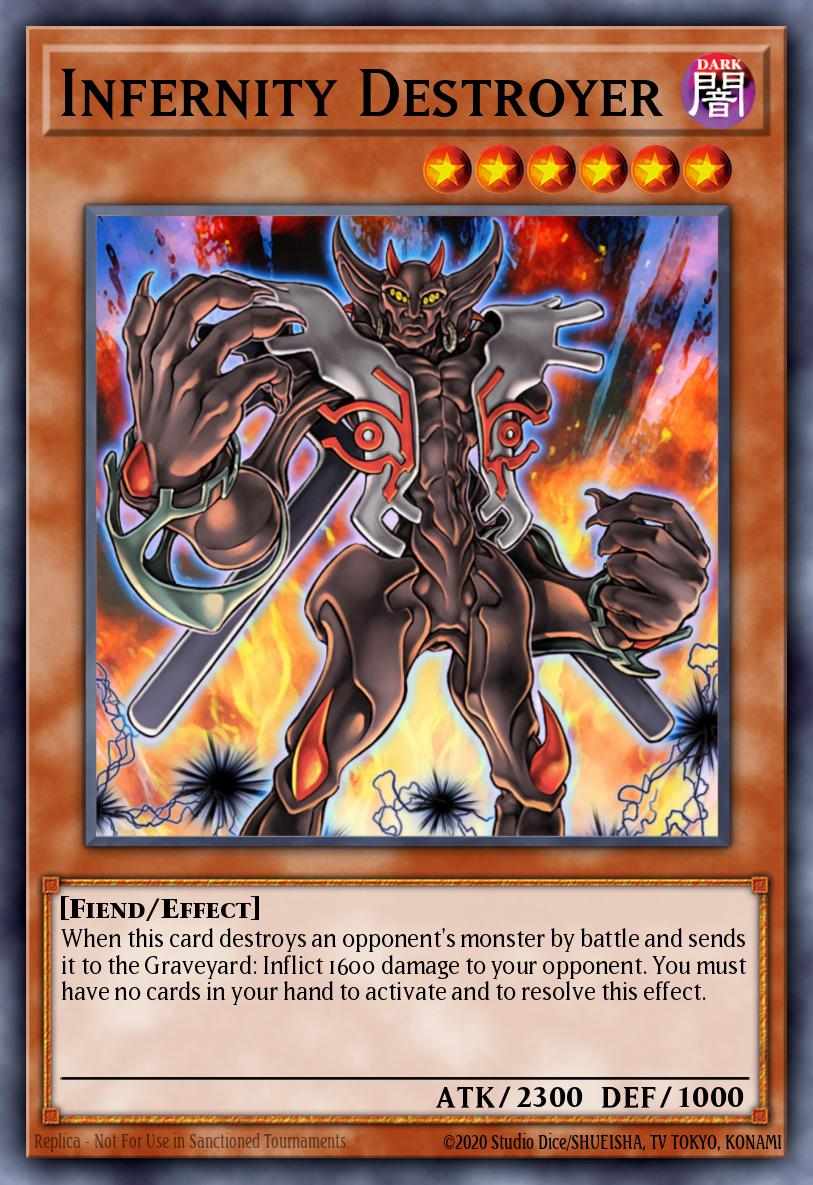 Infernity Destroyer
DARK
闇
[Fiend/Effect]
When this card destroys an opponent's monster by battle and sends
it to the Graveyard: Inflict 1600 damage to your opponent. You must
have no cards in your hand to activate and to resolve this effect.
ATK/2300 DEF/1000
Replica - Not For Use in Sanctioned Tournaments.
©2020 Studio Dice/SHUEISHA, TV TOKYO, KONAMI